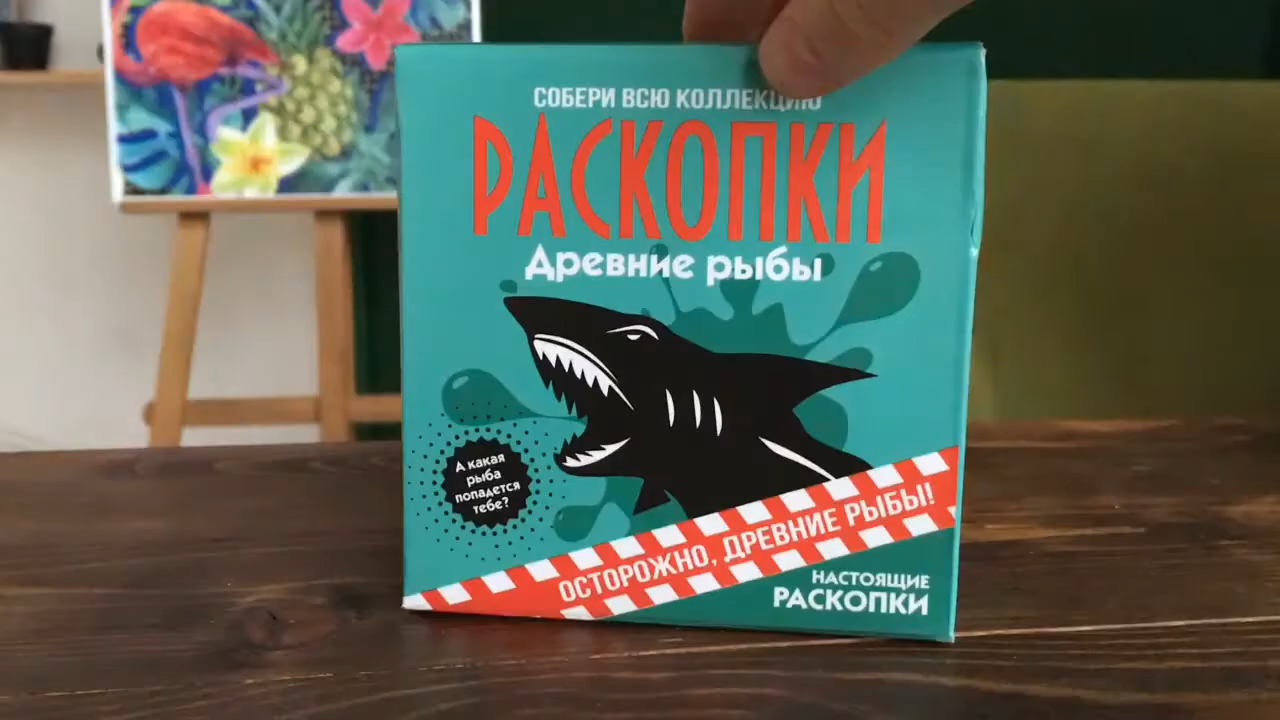 СОБЕРИ ВСЮ КОЛЛЕКЦИЮ
РАСКОПКИ
Древние рыбы
А какая
рыба
попадется
тебе?
ОСТОРОЖНО, ДРЕВНИЕ РЫБЫ!
НАСТОЯЩИЕ
РАСКОПКИ